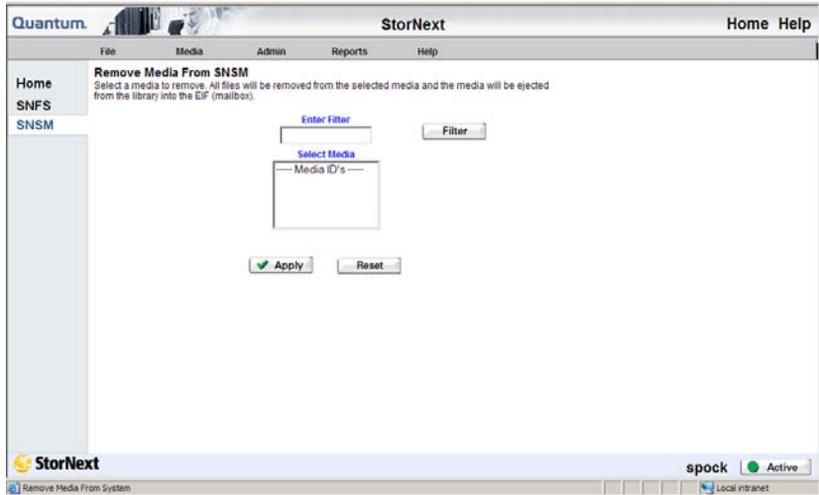 Quantum.
StorNext
Home Help
File Media Admin Reports Help
Home
SNFS
SNSM
Remove Media From SNSM
Select a media to remove. All files will be removed from the selected media and the media will be ejected
from the library into the EIF (mailbox).
Enter Filter
Filter
Select Media
----- Media ID's -----
Apply Reset
StorNext
spock Active
Remove Media From System
Local intranet